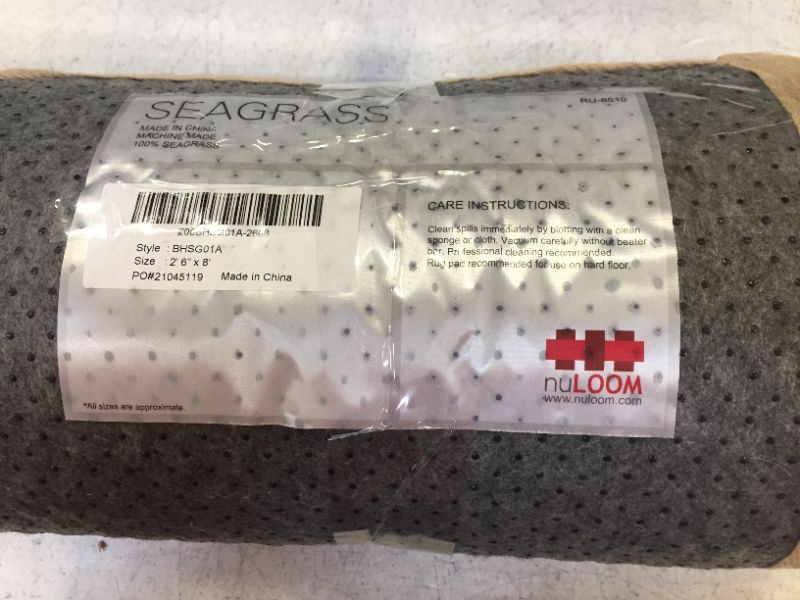 SEAGRASS
RU-8510
MADE IN CHINA
MACHINE MADE
100% SEAGRASS
Style : BHSG01A
Size : 2' 6" x 8'
PO#21045119 Made in China
CARE INSTRUCTIONS:
Clean spills immediately by blotting with a clean
sponge or cloth. Vacuum carefully without beater
bar. Professional cleaning recommended.
Rug pad recommended for use on hard floor.
nuLOOM
www.nuloom.com
*All sizes are approximate.